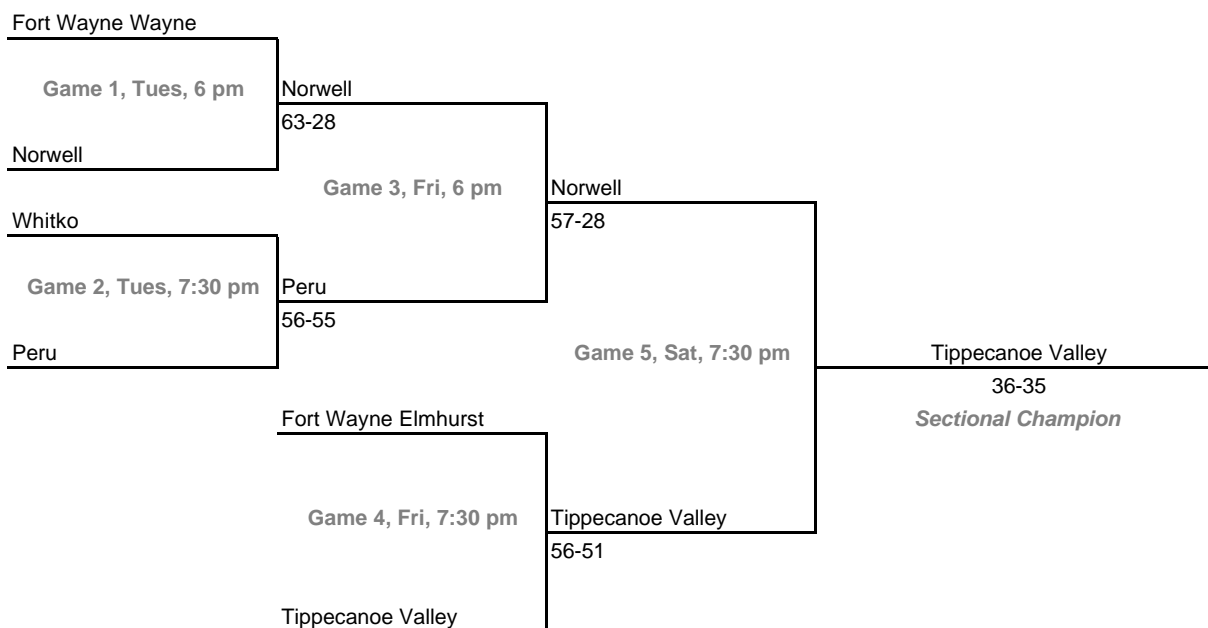 Fort Wayne Wayne
Game 1, Tues, 6 pm
Norwell
63-28
Norwell
Game 3, Fri, 6 pm
Norwell
57-28
Whitko
Game 2, Tues, 7:30 pm
Peru
56-55
Peru
Game 5, Sat, 7:30 pm
Tippecanoe Valley
36-35
Sectional Champion
Fort Wayne Elmhurst
Game 4, Fri, 7:30 pm
Tippecanoe Valley
56-51
Tippecanoe Valley